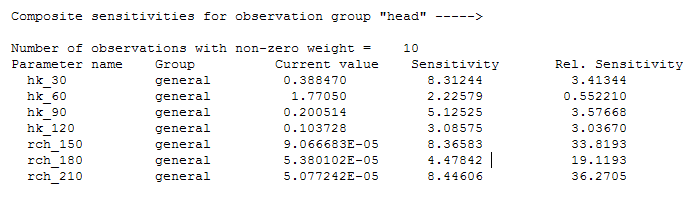 Composite sensitivities for observation group "head" ----->
Number of observations with non-zero weight =    10
Parameter name    Group    Current value    Sensitivity    Rel. Sensitivity
hk_30    general    0.388470    8.31244    3.41344
hk_60    general    1.77050    2.22579    0.552210
hk_90    general    0.200514    5.12525    3.57668
hk_120    general    0.103728    3.08575    3.03670
rch_150    general    9.066683E-05    8.36583    33.8193
rch_180    general    5.380102E-05    4.47842    19.1193
rch_210    general    5.077242E-05    8.44606    36.2705